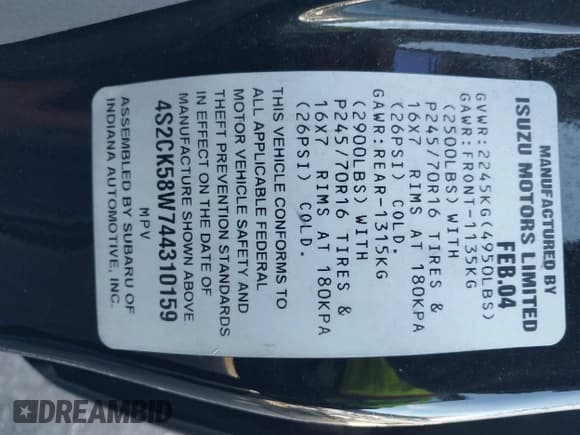 MANUFACTURED BY
ISUZU MOTORS LIMITED
FEB.04
GVWR:2245KG(4950LBS)
GAWR:FRONT-1135KG
(2500LBS) WITH
P245/70R16 TIRES &
16X7 RIMS AT 180KPA
(26PSI) COLD.
GAWR:REAR-1315KG
(2900LBS) WITH
P245/70R16 TIRES &
16X7 RIMS AT 180KPA
(26PSI) COLD.
THIS VEHICLE CONFORMS TO
ALL APPLICABLE FEDERAL
MOTOR VEHICLE SAFETY AND
THEFT PREVENTION STANDARDS
IN EFFECT ON THE DATE OF
MANUFACTURE SHOWN ABOVE
4S2CK58W744310159
MPV
ASSEMBLED BY SUBARU OF
INDIANA AUTOMOTIVE, INC.
DREAMBID